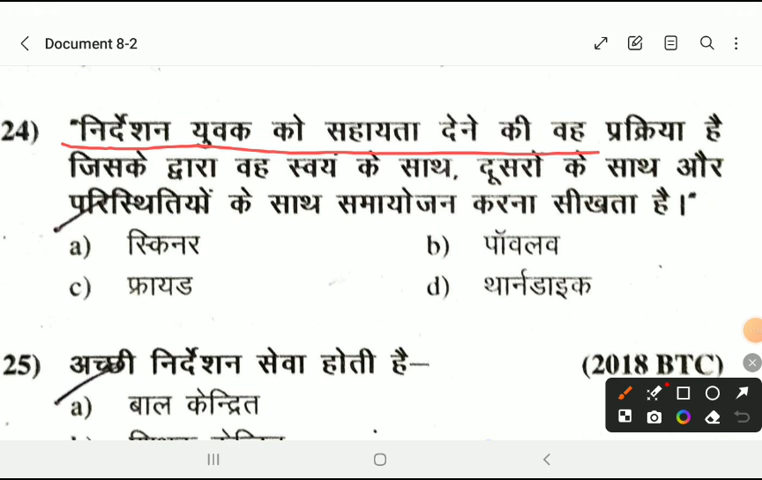 Document 8-2
24) "निर्देशन युवक को सहायता देने की वह प्रक्रिया है
जिसके द्वारा वह स्वयं के साथ, दूसरों के साथ और
परिस्थितियों के साथ समायोजन करना सीखता है।"
a) स्किनर b) पॉवलव
c) फ्रायड d) थार्नडाइक
25) अच्छी निर्देशन सेवा होती है– (2018 BTC)
a) बाल केन्द्रित